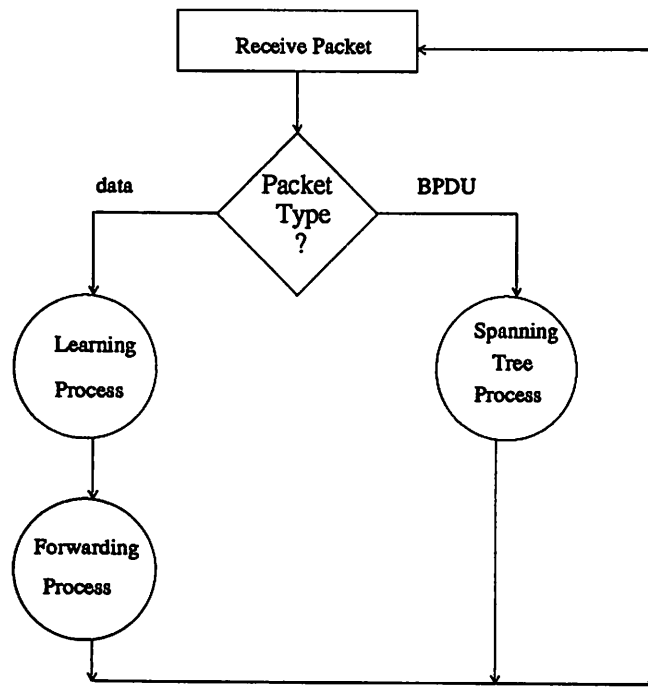 Receive Packet
data
Packet
Type
?
BPDU
Learning
Process
Spanning
Tree
Process
Forwarding
Process